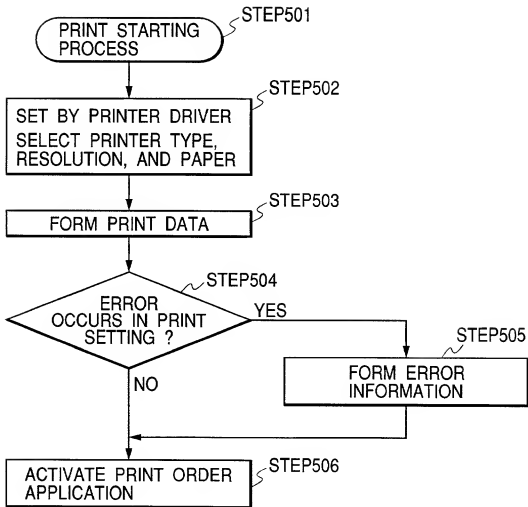 STEP501
PRINT STARTING
PROCESS
STEP502
SET BY PRINTER DRIVER
SELECT PRINTER TYPE,
RESOLUTION, AND PAPER
STEP503
FORM PRINT DATA
STEP504
ERROR
OCCURS IN PRINT
SETTING ?
YES
STEP505
FORM ERROR
INFORMATION
NO
STEP506
ACTIVATE PRINT ORDER
APPLICATION